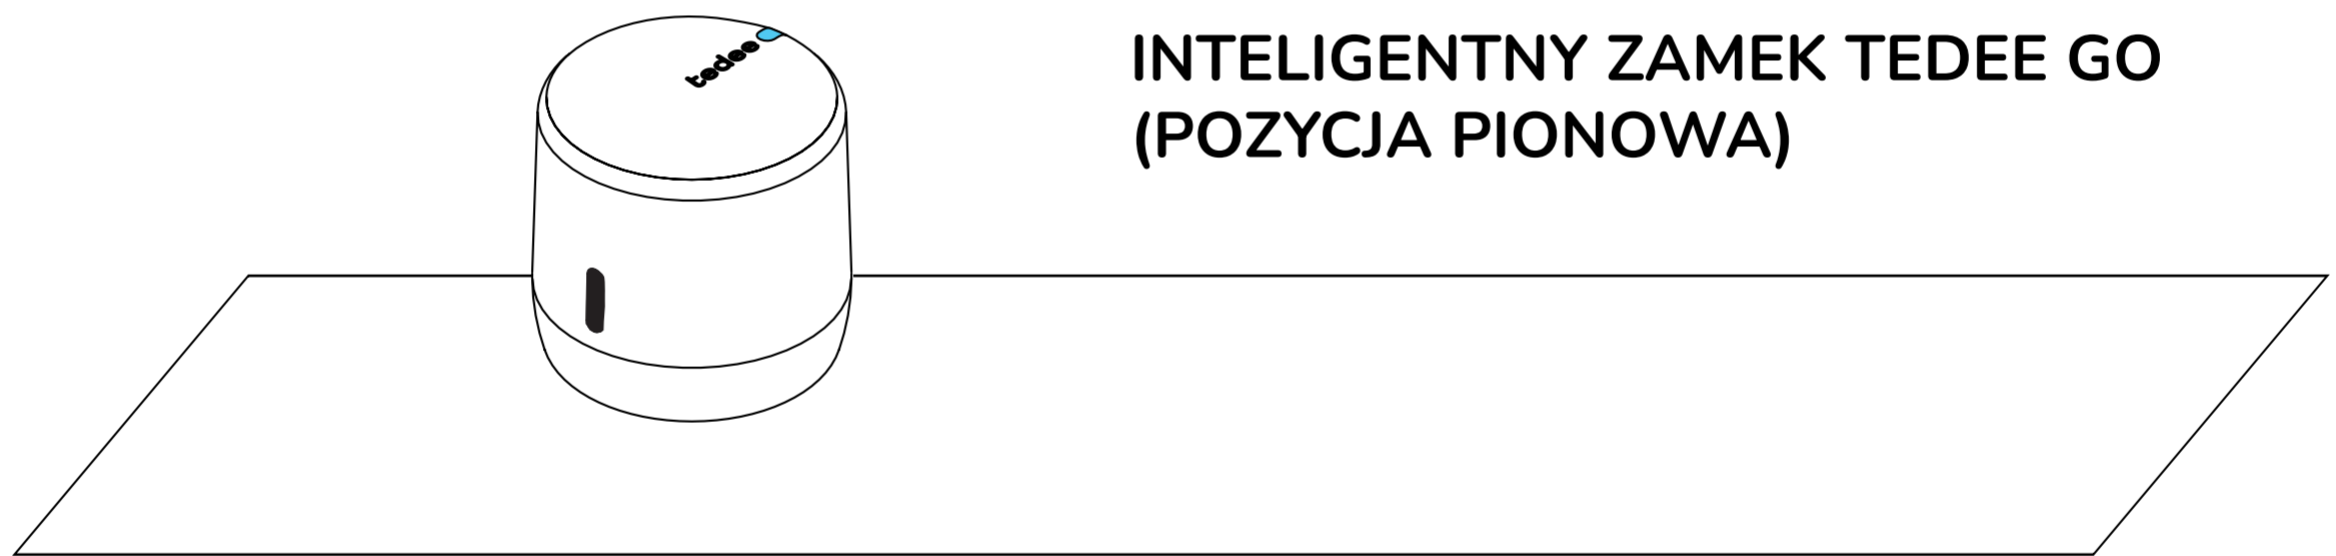 tedee
INTELIGENTNY ZAMEK TEDEE GO
(POZYCJA PIONOWA)